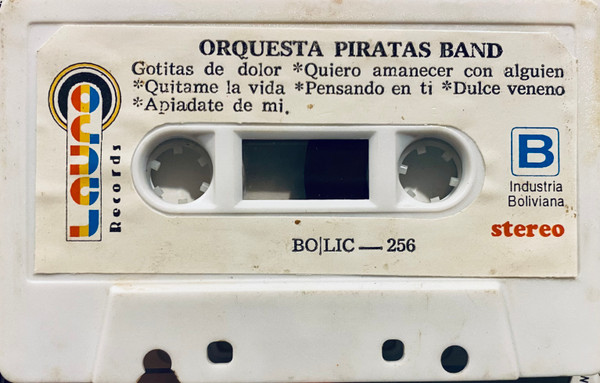 ORQUESTA PIRATAS BAND
Gotitas de dolor *Quiero amanecer con alguien
*Quitame la vida *Pensando en ti *Dulce veneno
*Apiadate de mi.
Records
B
Industria
Boliviana
stereo
BO|LIC — 256